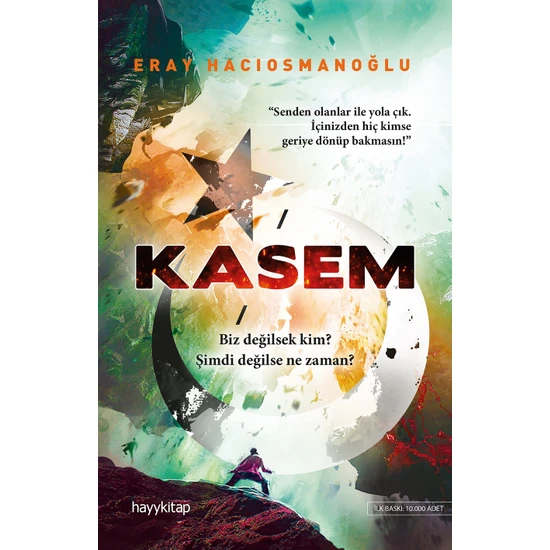 ERAY HACIOSMANOĞLU
“Senden olanlar ile yola çık.
İçinizden hiç kimse
geriye dönüp bakmasın!”
KASEM
Biz değilsek kim?
Şimdi değilse ne zaman?
hayykitap
İLK BASKI: 10.000 ADET